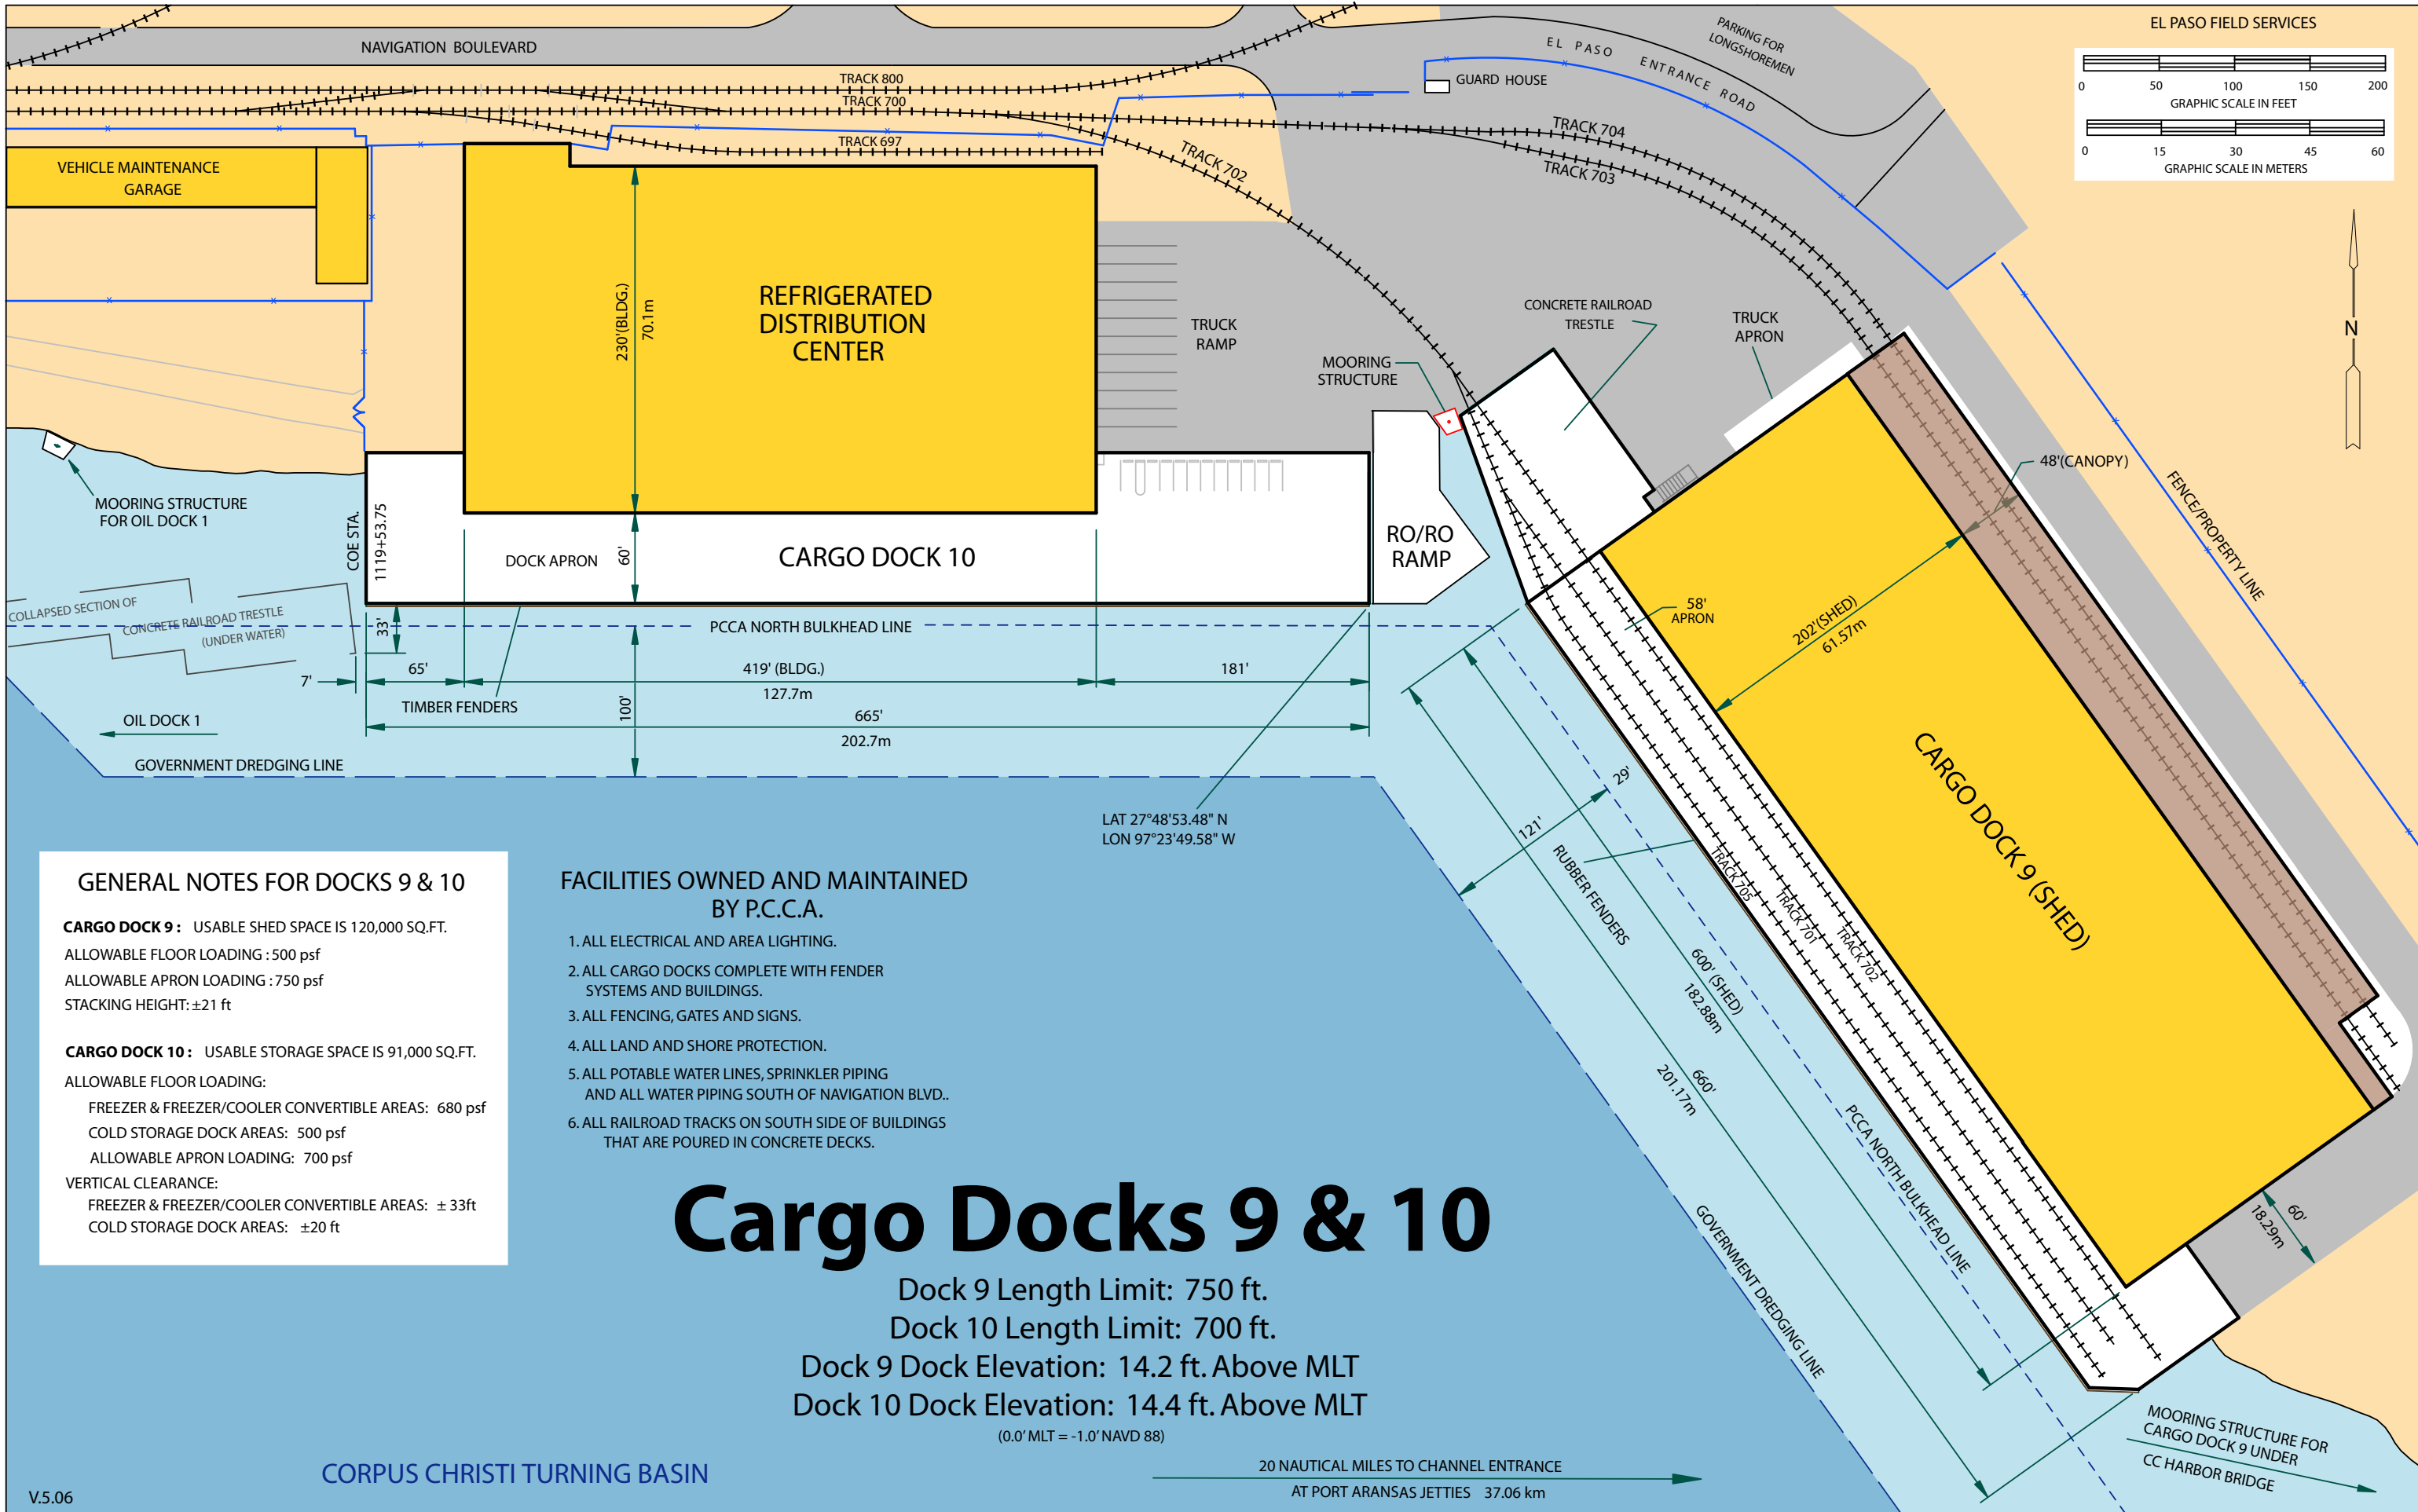 EL PASO FIELD SERVICES
0 50 100 150 200
GRAPHIC SCALE IN FEET
0 15 30 45 60
GRAPHIC SCALE IN METERS
N
NAVIGATION BOULEVARD
PARKING FOR
LONGSHOREMEN
EL PASO ENTRANCE ROAD
GUARD HOUSE
TRACK 800
TRACK 700
TRACK 697
TRACK 702
TRACK 704
TRACK 703
VEHICLE MAINTENANCE
GARAGE
REFRIGERATED
DISTRIBUTION
CENTER
230'(BLDG.)
70.1m
TRUCK
RAMP
CONCRETE RAILROAD
TRESTLE
TRUCK
APRON
MOORING
STRUCTURE
48'(CANOPY)
FENCE/PROPERTY LINE
MOORING STRUCTURE
FOR OIL DOCK 1
COE STA.
1119+53.75
DOCK APRON
60'
CARGO DOCK 10
RO/RO
RAMP
58'
APRON
202'(SHED)
61.57m
CARGO DOCK 9 (SHED)
COLLAPSED SECTION OF
CONCRETE RAILROAD TRESTLE
(UNDER WATER)
33'
PCCA NORTH BULKHEAD LINE
7'
65'
419' (BLDG.)
127.7m
181'
TIMBER FENDERS
100'
665'
202.7m
OIL DOCK 1
GOVERNMENT DREDGING LINE
LAT 27°48'53.48" N
LON 97°23'49.58" W
29'
121'
RUBBER FENDERS
TRACK 705
TRACK 701
TRACK 702
600' (SHED)
182.88m
660'
201.17m
PCCA NORTH BULKHEAD LINE
GOVERNMENT DREDGING LINE
60'
18.29m
GENERAL NOTES FOR DOCKS 9 & 10
CARGO DOCK 9 : USABLE SHED SPACE IS 120,000 SQ.FT.
ALLOWABLE FLOOR LOADING : 500 psf
ALLOWABLE APRON LOADING : 750 psf
STACKING HEIGHT: ±21 ft
CARGO DOCK 10 : USABLE STORAGE SPACE IS 91,000 SQ.FT.
ALLOWABLE FLOOR LOADING:
FREEZER & FREEZER/COOLER CONVERTIBLE AREAS: 680 psf
COLD STORAGE DOCK AREAS: 500 psf
ALLOWABLE APRON LOADING: 700 psf
VERTICAL CLEARANCE:
FREEZER & FREEZER/COOLER CONVERTIBLE AREAS: ± 33ft
COLD STORAGE DOCK AREAS: ±20 ft
FACILITIES OWNED AND MAINTAINED
BY P.C.C.A.
1. ALL ELECTRICAL AND AREA LIGHTING.
2. ALL CARGO DOCKS COMPLETE WITH FENDER
SYSTEMS AND BUILDINGS.
3. ALL FENCING, GATES AND SIGNS.
4. ALL LAND AND SHORE PROTECTION.
5. ALL POTABLE WATER LINES, SPRINKLER PIPING
AND ALL WATER PIPING SOUTH OF NAVIGATION BLVD..
6. ALL RAILROAD TRACKS ON SOUTH SIDE OF BUILDINGS
THAT ARE POURED IN CONCRETE DECKS.
Cargo Docks 9 & 10
Dock 9 Length Limit: 750 ft.
Dock 10 Length Limit: 700 ft.
Dock 9 Dock Elevation: 14.2 ft. Above MLT
Dock 10 Dock Elevation: 14.4 ft. Above MLT
(0.0' MLT = -1.0' NAVD 88)
MOORING STRUCTURE FOR
CARGO DOCK 9 UNDER
CC HARBOR BRIDGE
CORPUS CHRISTI TURNING BASIN
20 NAUTICAL MILES TO CHANNEL ENTRANCE
AT PORT ARANSAS JETTIES 37.06 km
V.5.06